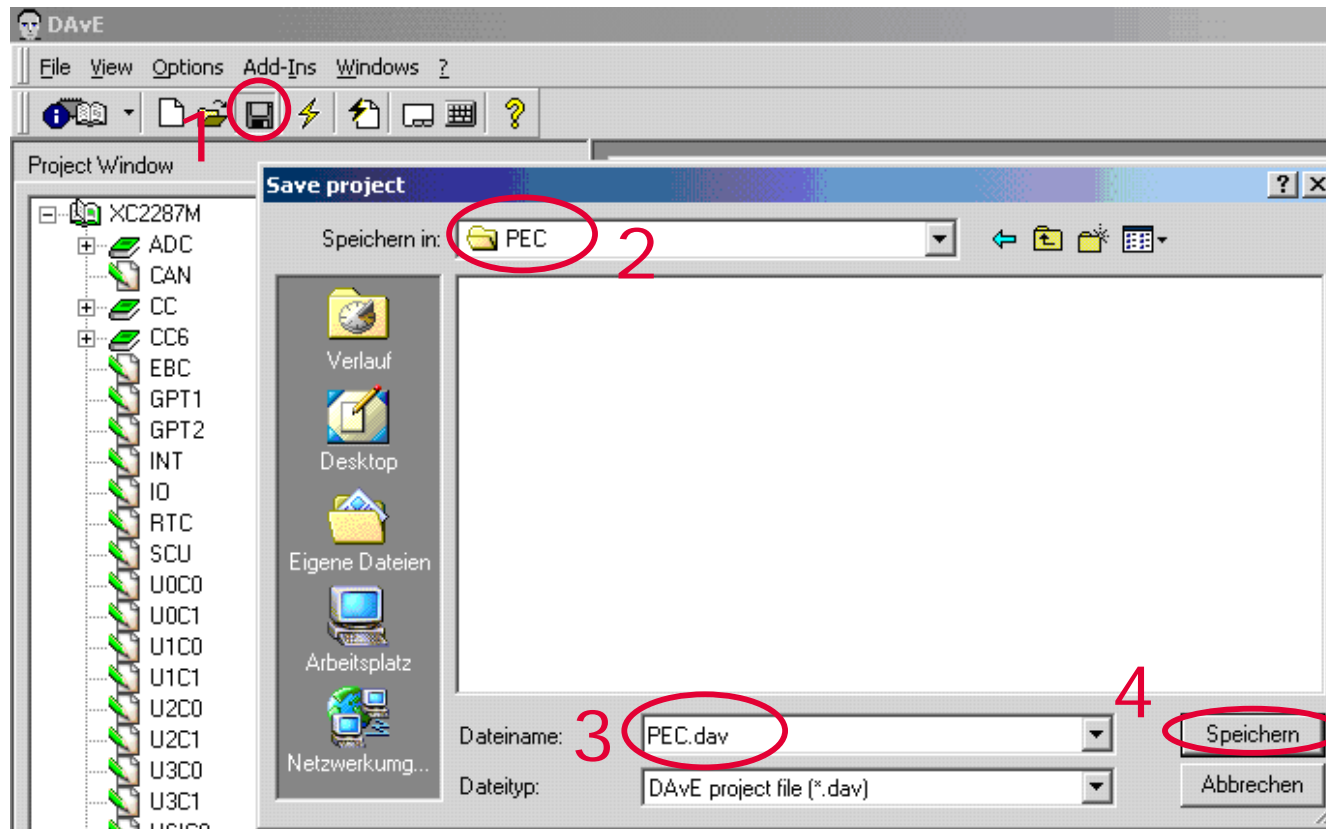 DAvE
File View Options Add-Ins Windows ?
1
Project Window
XC2287M
ADC
CAN
CC
CC6
EBC
GPT1
GPT2
INT
IO
RTC
SCU
U0C0
U0C1
U1C0
U1C1
U2C0
U2C1
U3C0
U3C1
Save project
Speichern in: PEC
2
Verlauf
Desktop
Eigene Dateien
Arbeitsplatz
Netzwerkumg...
Dateiname: 3 PEC.dav
4 Speichern
Dateityp: DAvE project file (*.dav)
Abbrechen